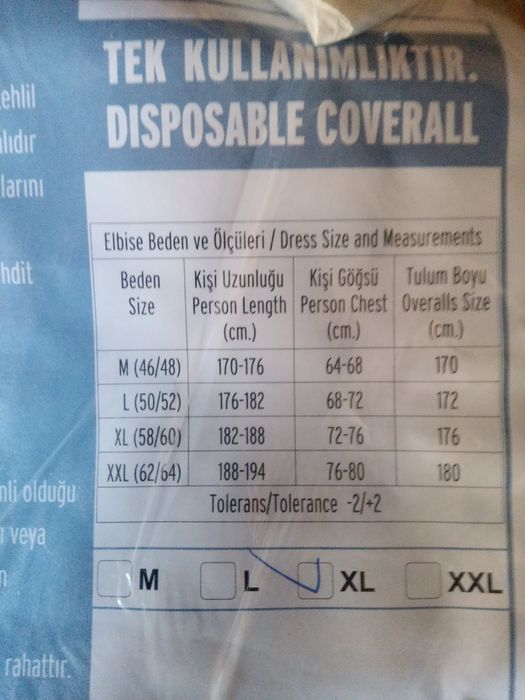 TEK KULLANIMLIKTIR.
DISPOSABLE COVERALL
ehlil
lıdır
larını
hdit
Elbise Beden ve Ölçüleri / Dress Size and Measurements
Beden Size Kişi Uzunluğu Person Length (cm.) Kişi Göğsü Person Chest (cm.) Tulum Boyu Overalls Size (cm.)
M (46/48) 170-176 64-68 170
L (50/52) 176-182 68-72 172
XL (58/60) 182-188 72-76 176
XXL (62/64) 188-194 76-80 180
Tolerans/Tolerance -2/+2
nli olduğu
veya
M L XL XXL
rahattır.